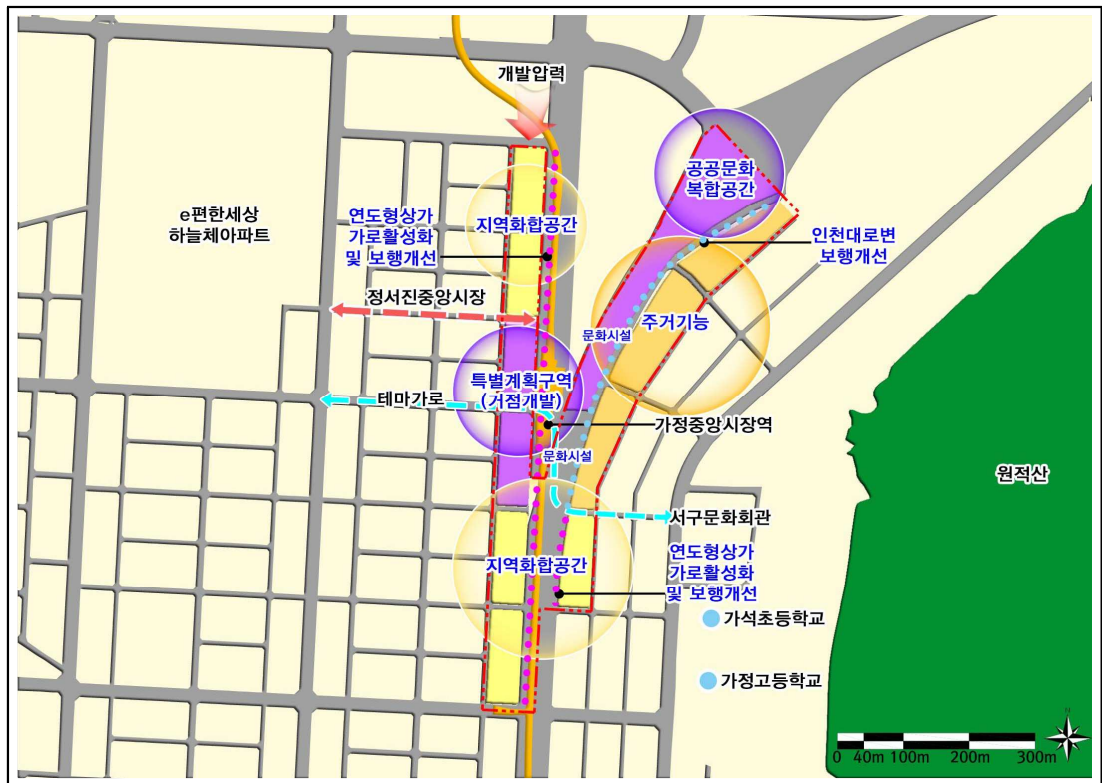 개발압력
공공문화
복합공간
연도형상가
가로활성화
및 보행개선
지역화합공간
e편한세상
하늘체아파트
인천대로변
보행개선
정서진중앙시장
문화시설
주거기능
특별계획구역
(거점개발)
테마가로
가정중앙시장역
문화시설
원적산
서구문화회관
지역화합공간
연도형상가
가로활성화
및 보행개선
가석초등학교
가정고등학교
0 40m 100m 200m 300m